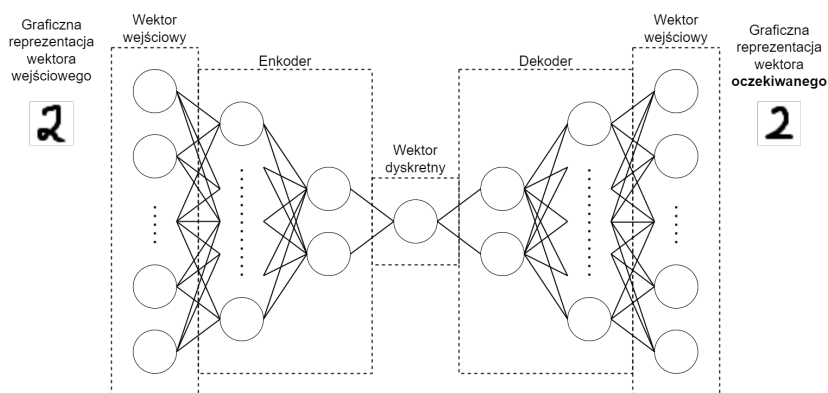 Graficzna
reprezentacja
wektora
wejściowego
2
Wektor
wejściowy
Enkoder
Wektor
dyskretny
Dekoder
Wektor
wejściowy
Graficzna
reprezentacja
wektora
oczekiwanego
2